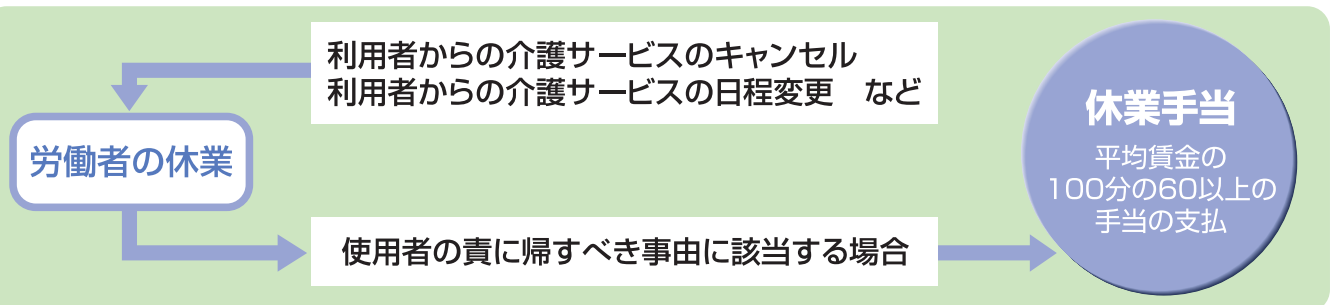 利用者からの介護サービスのキャンセル
利用者からの介護サービスの日程変更　など
労働者の休業
使用者の責に帰すべき事由に該当する場合
休業手当
平均賃金の
100分の60以上の
手当の支払